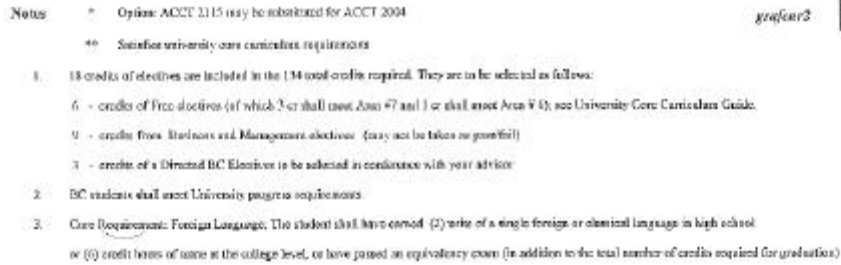 Notes * Option: ACCT 2115 may be substituted for ACCT 2004 grafcur2
** Satisfies university core curriculum requirements
1. 18 credits of electives are included in the 134 total credits required. They are to be selected as follows:
6 - credits of Free electives (of which 3 cr shall meet Area #7 and 3 cr shall meet Area # 6); see University Core Curriculum Guide.
9 - credits from Business and Management electives (may not be taken as pass/fail)
3 - credits of a Directed BC Electives to be selected in conference with your advisor
2. BC students shall meet University progress requirements
3. Core Requirement: Foreign Language. The student shall have earned (2) units of a single foreign or classical language in high school
or (6) credit hours of same at the college level, or have passed an equivalency exam (in addition to the total number of credits required for graduation)